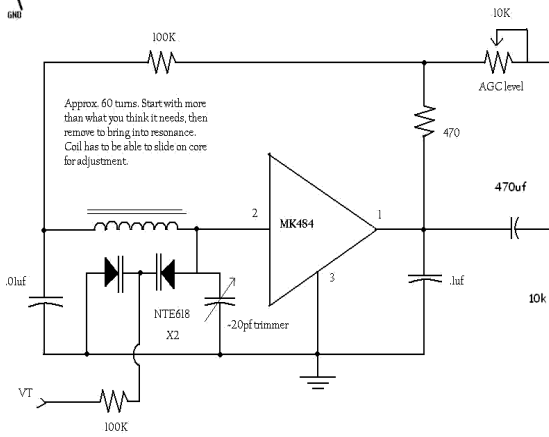 GND
10K
100K
AGC level
Approx. 60 turns. Start with more
than what you think it needs, then
remove to bring into resonance.
Coil has to be able to slide on core
for adjustment.
470
470uf
2
MK484
1
3
.01uf
.1uf
10k
NTE618
X2
~20pf trimmer
VT
100K